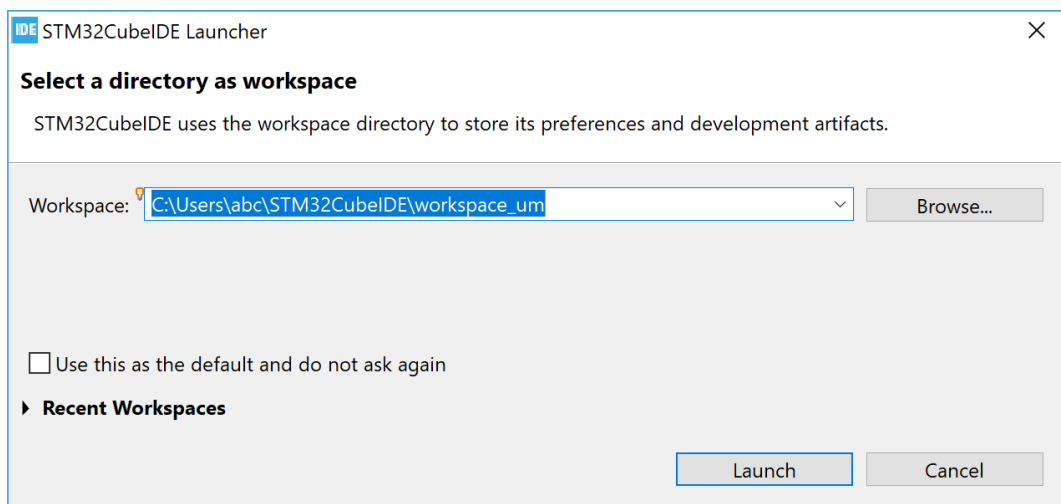 IDE STM32CubeIDE Launcher
Select a directory as workspace
STM32CubeIDE uses the workspace directory to store its preferences and development artifacts.
Workspace: C:\Users\abc\STM32CubeIDE\workspace_um Browse...
Use this as the default and do not ask again
Recent Workspaces
Launch Cancel